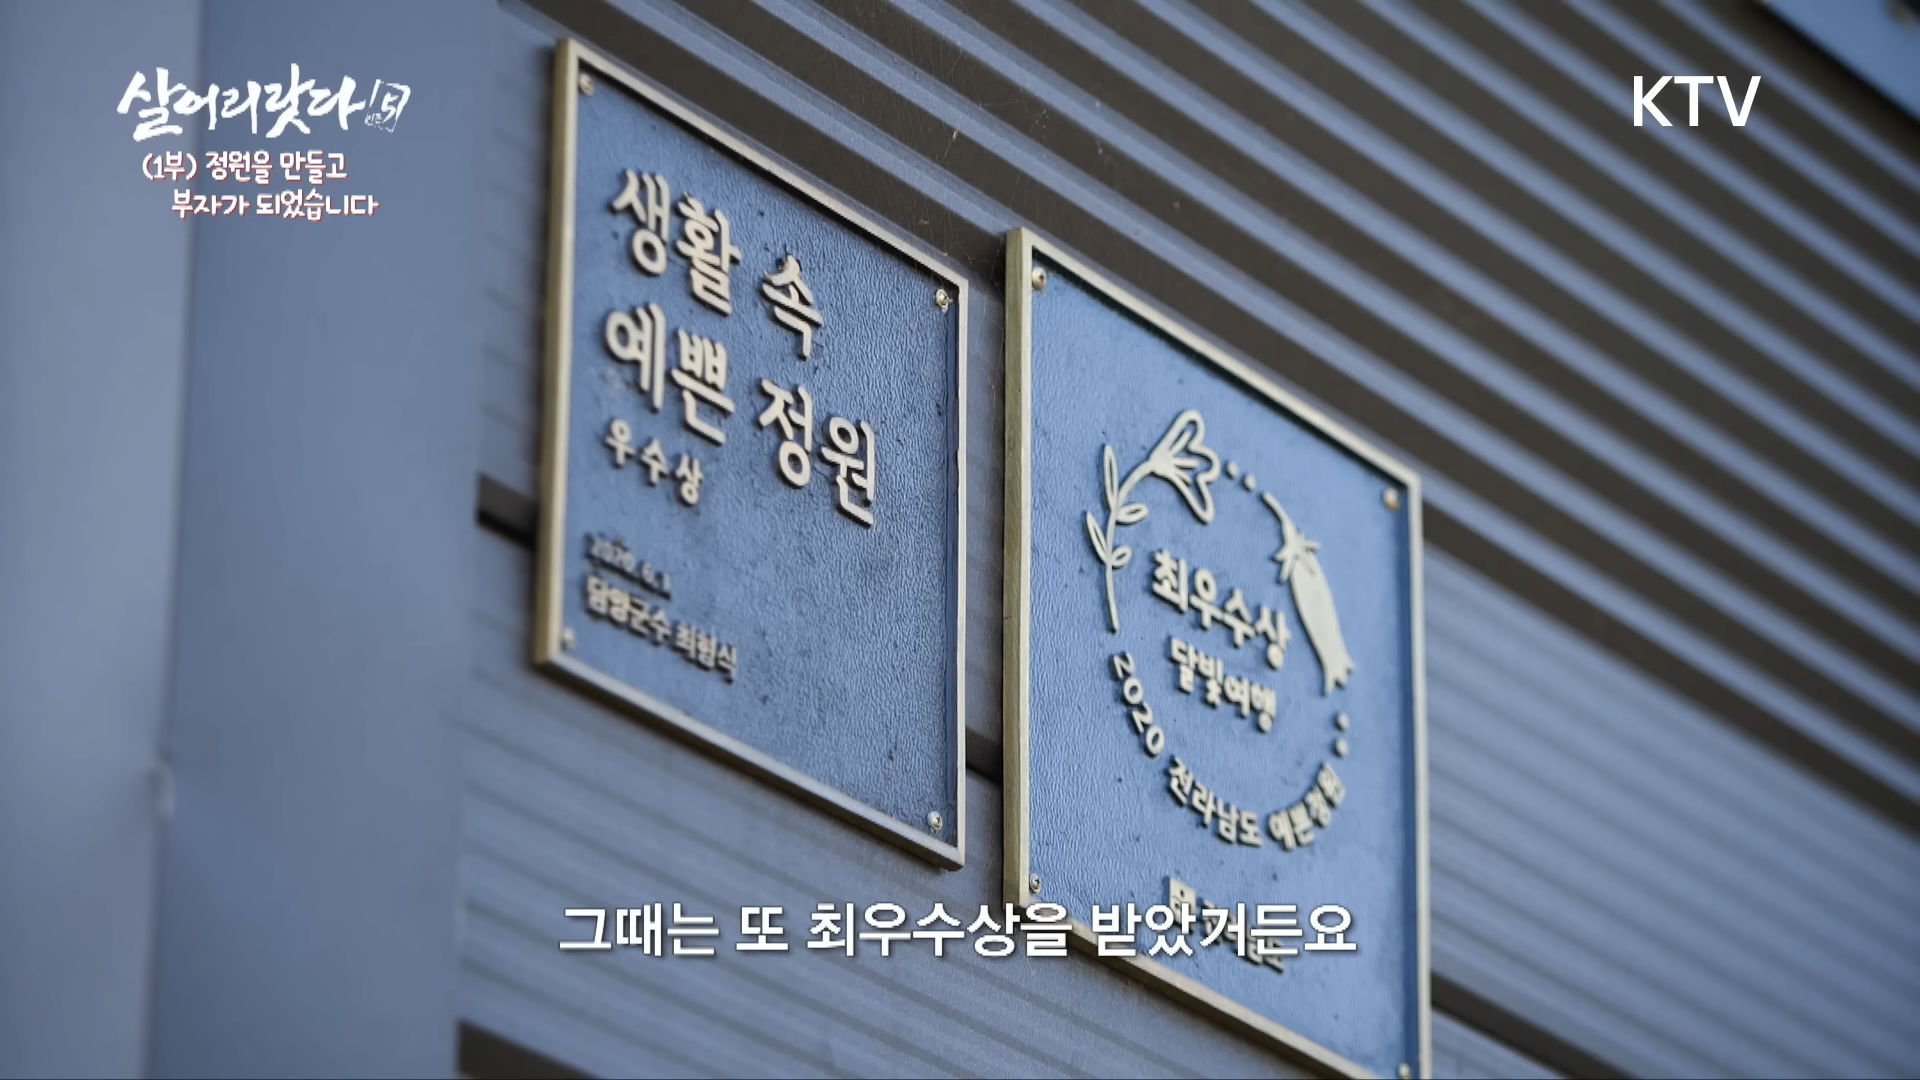 살어리랏다
(1부) 정원을 만들고
부자가 되었습니다
KTV
생활 속
예쁜 정원
우수상
2020. 6. 1.
담양군수 최형식
최우수상
달빛여행
2020 전라남도 예쁜정원
그때는 또 최우수상을 받았거든요